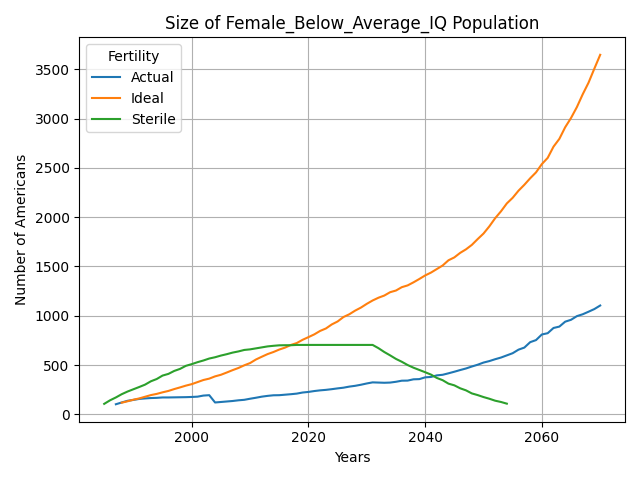 Size of Female_Below_Average_IQ Population
Fertility
Actual
Ideal
Sterile
Number of Americans
3500
3000
2500
2000
1500
1000
500
0
2000
2020
2040
2060
Years